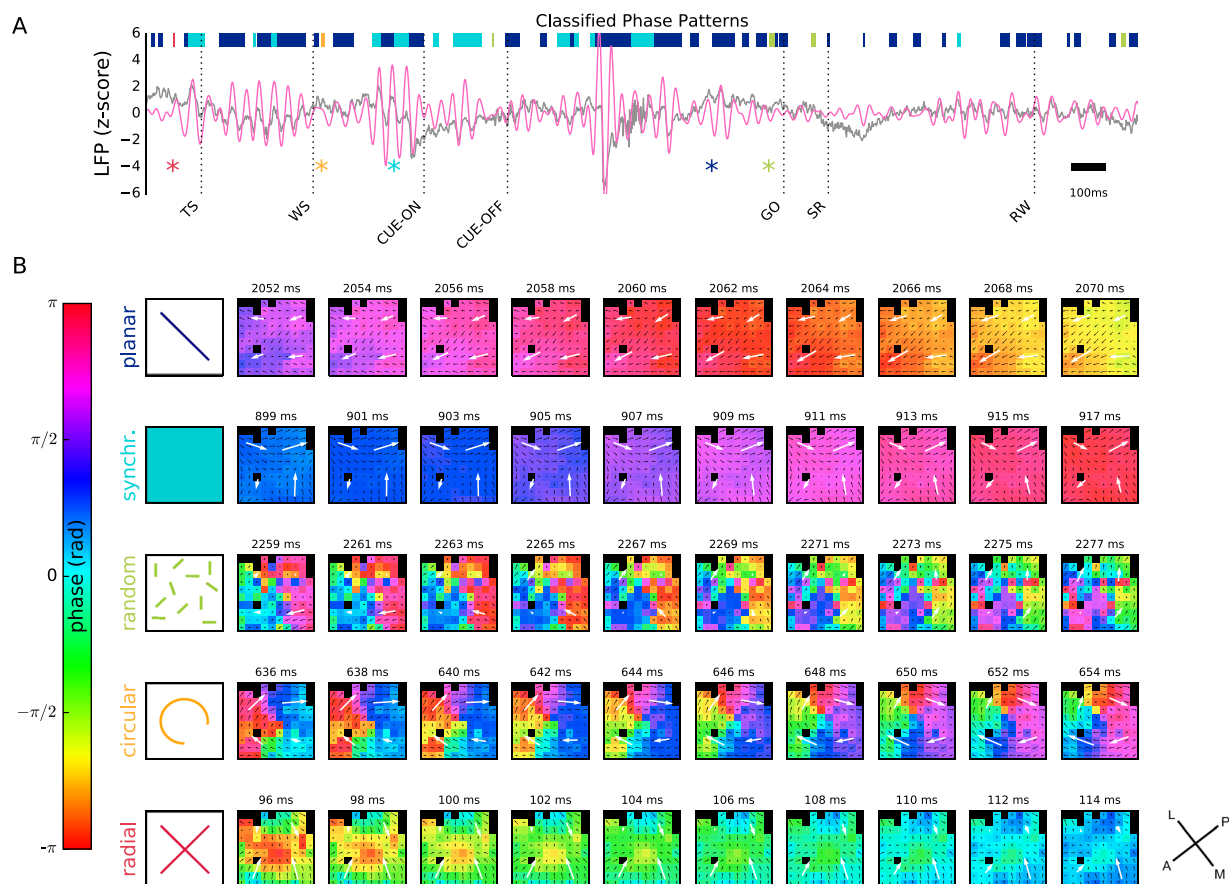 A
Classified Phase Patterns
LFP (z-score)
6
4
2
0
−2
−4
−6
TS
WS
CUE-ON
CUE-OFF
GO
SR
RW
100ms
B
phase (rad)
π
π/2
0
−π/2
-π
planar
2052 ms 2054 ms 2056 ms 2058 ms 2060 ms 2062 ms 2064 ms 2066 ms 2068 ms 2070 ms
synchr.
899 ms 901 ms 903 ms 905 ms 907 ms 909 ms 911 ms 913 ms 915 ms 917 ms
random
2259 ms 2261 ms 2263 ms 2265 ms 2267 ms 2269 ms 2271 ms 2273 ms 2275 ms 2277 ms
circular
636 ms 638 ms 640 ms 642 ms 644 ms 646 ms 648 ms 650 ms 652 ms 654 ms
radial
96 ms 98 ms 100 ms 102 ms 104 ms 106 ms 108 ms 110 ms 112 ms 114 ms
L P
A M